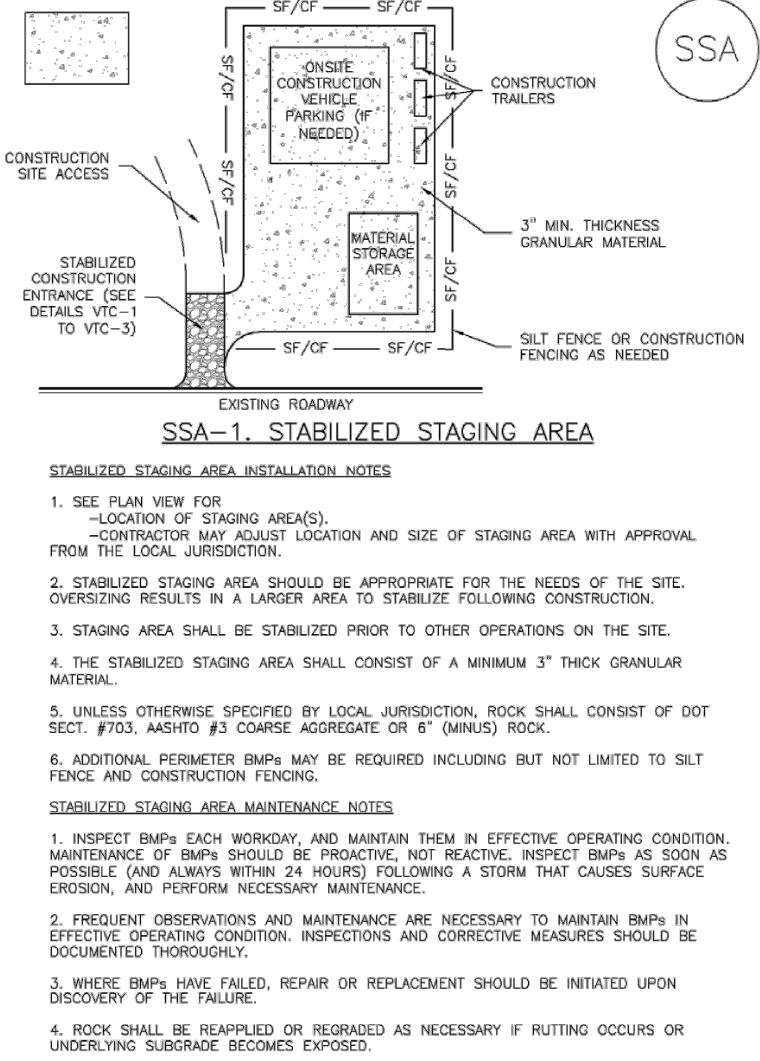 SF/CF SF/CF
SSA
ONSITE
CONSTRUCTION
VEHICLE
PARKING (IF
NEEDED)
SF/CF
SF/CF
CONSTRUCTION
TRAILERS
CONSTRUCTION
SITE ACCESS
SF/CF
SF/CF
3" MIN. THICKNESS
GRANULAR MATERIAL
MATERIAL
STORAGE
AREA
STABILIZED
CONSTRUCTION
ENTRANCE (SEE
DETAILS VTC-1
TO VTC-3)
SF/CF
SF/CF SF/CF
SILT FENCE OR CONSTRUCTION
FENCING AS NEEDED
EXISTING ROADWAY
SSA-1. STABILIZED STAGING AREA
STABILIZED STAGING AREA INSTALLATION NOTES
1. SEE PLAN VIEW FOR
-LOCATION OF STAGING AREA(S).
-CONTRACTOR MAY ADJUST LOCATION AND SIZE OF STAGING AREA WITH APPROVAL
FROM THE LOCAL JURISDICTION.
2. STABILIZED STAGING AREA SHOULD BE APPROPRIATE FOR THE NEEDS OF THE SITE.
OVERSIZING RESULTS IN A LARGER AREA TO STABILIZE FOLLOWING CONSTRUCTION.
3. STAGING AREA SHALL BE STABILIZED PRIOR TO OTHER OPERATIONS ON THE SITE.
4. THE STABILIZED STAGING AREA SHALL CONSIST OF A MINIMUM 3" THICK GRANULAR
MATERIAL.
5. UNLESS OTHERWISE SPECIFIED BY LOCAL JURISDICTION, ROCK SHALL CONSIST OF DOT
SECT. #703, AASHTO #3 COARSE AGGREGATE OR 6" (MINUS) ROCK.
6. ADDITIONAL PERIMETER BMPs MAY BE REQUIRED INCLUDING BUT NOT LIMITED TO SILT
FENCE AND CONSTRUCTION FENCING.
STABILIZED STAGING AREA MAINTENANCE NOTES
1. INSPECT BMPs EACH WORKDAY, AND MAINTAIN THEM IN EFFECTIVE OPERATING CONDITION.
MAINTENANCE OF BMPs SHOULD BE PROACTIVE, NOT REACTIVE. INSPECT BMPs AS SOON AS
POSSIBLE (AND ALWAYS WITHIN 24 HOURS) FOLLOWING A STORM THAT CAUSES SURFACE
EROSION, AND PERFORM NECESSARY MAINTENANCE.
2. FREQUENT OBSERVATIONS AND MAINTENANCE ARE NECESSARY TO MAINTAIN BMPs IN
EFFECTIVE OPERATING CONDITION. INSPECTIONS AND CORRECTIVE MEASURES SHOULD BE
DOCUMENTED THOROUGHLY.
3. WHERE BMPs HAVE FAILED, REPAIR OR REPLACEMENT SHOULD BE INITIATED UPON
DISCOVERY OF THE FAILURE.
4. ROCK SHALL BE REAPPLIED OR REGRADED AS NECESSARY IF RUTTING OCCURS OR
UNDERLYING SUBGRADE BECOMES EXPOSED.